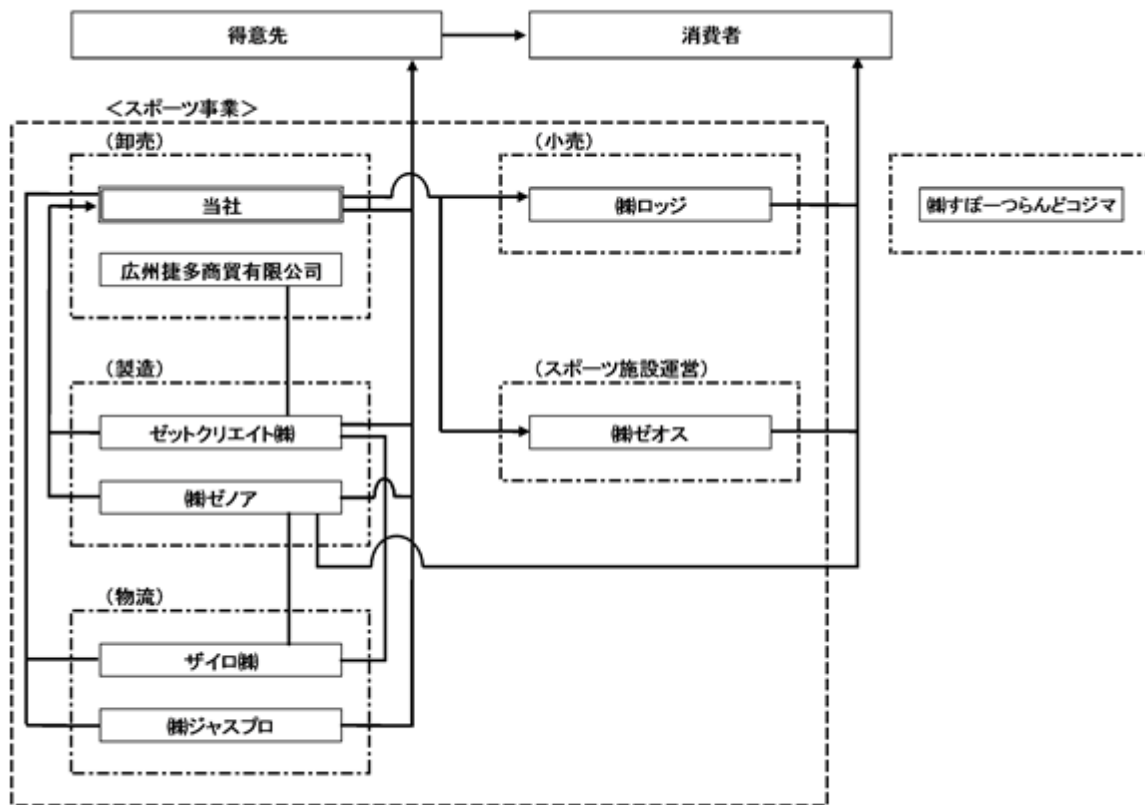 得意先
消費者
＜スポーツ事業＞
（卸売）
（小売）
当社
㈱ロッジ
㈱すぽーつらんどコジマ
広州捷多商貿有限公司
（製造）
（スポーツ施設運営）
ゼットクリエイト㈱
㈱ゼオス
㈱ゼノア
（物流）
ザイロ㈱
㈱ジャスプロ